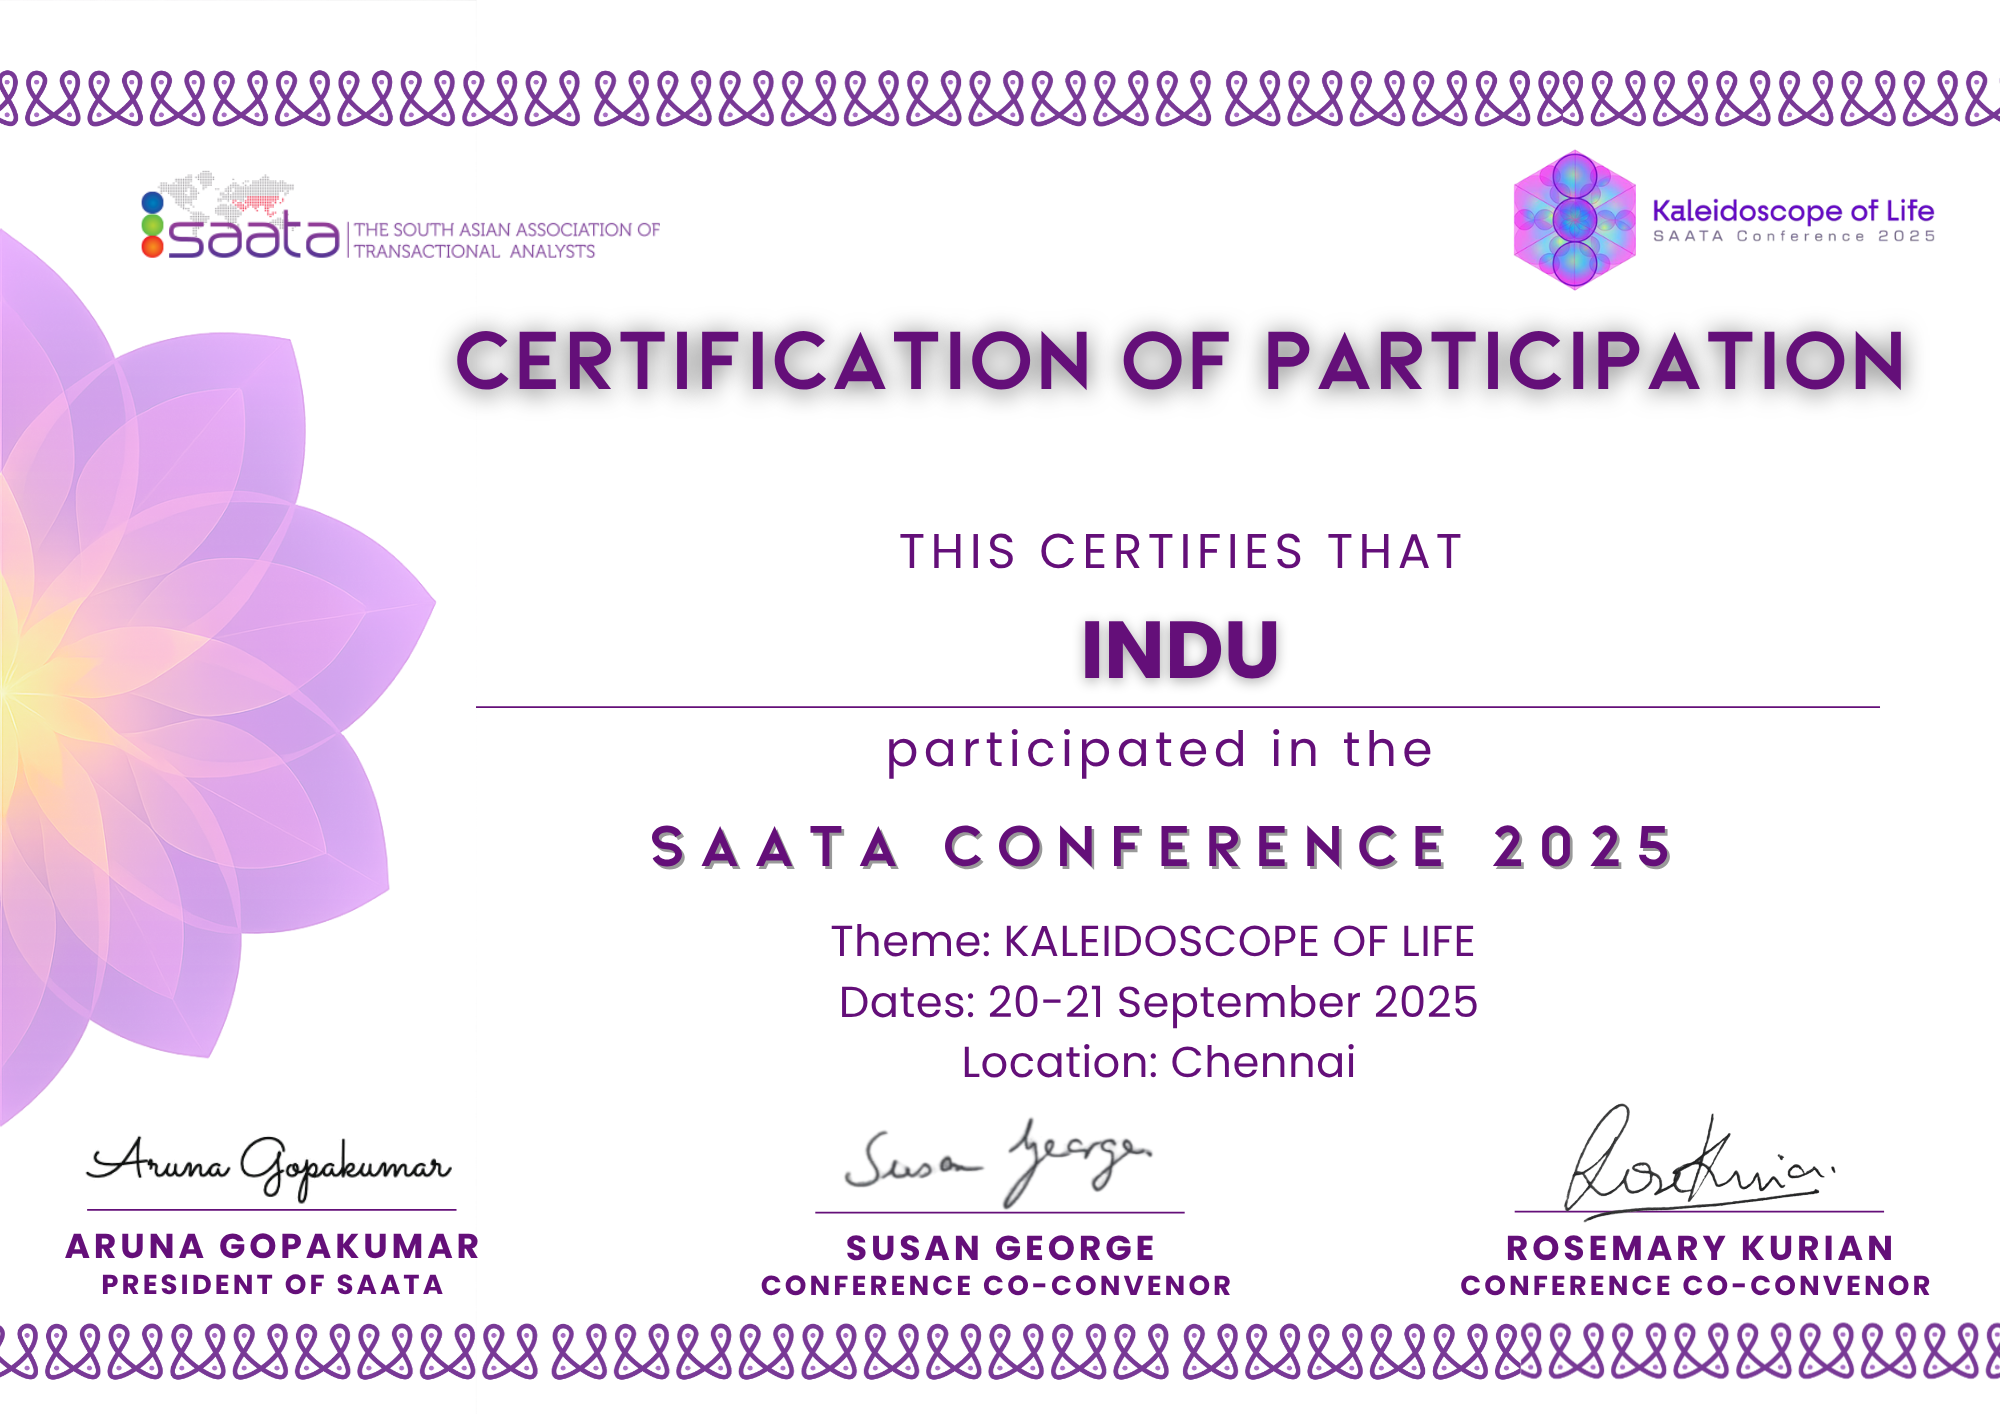 saata
THE SOUTH ASIAN ASSOCIATION OF
TRANSACTIONAL ANALYSTS
Kaleidoscope of Life
SAATA Conference 2025
CERTIFICATION OF PARTICIPATION
THIS CERTIFIES THAT
INDU
participated in the
SAATA CONFERENCE 2025
Theme: KALEIDOSCOPE OF LIFE
Dates: 20-21 September 2025
Location: Chennai
Aruna Gopakumar
ARUNA GOPAKUMAR
PRESIDENT OF SAATA
Susan George
SUSAN GEORGE
CONFERENCE CO-CONVENOR
RoseKurian
ROSEMARY KURIAN
CONFERENCE CO-CONVENOR